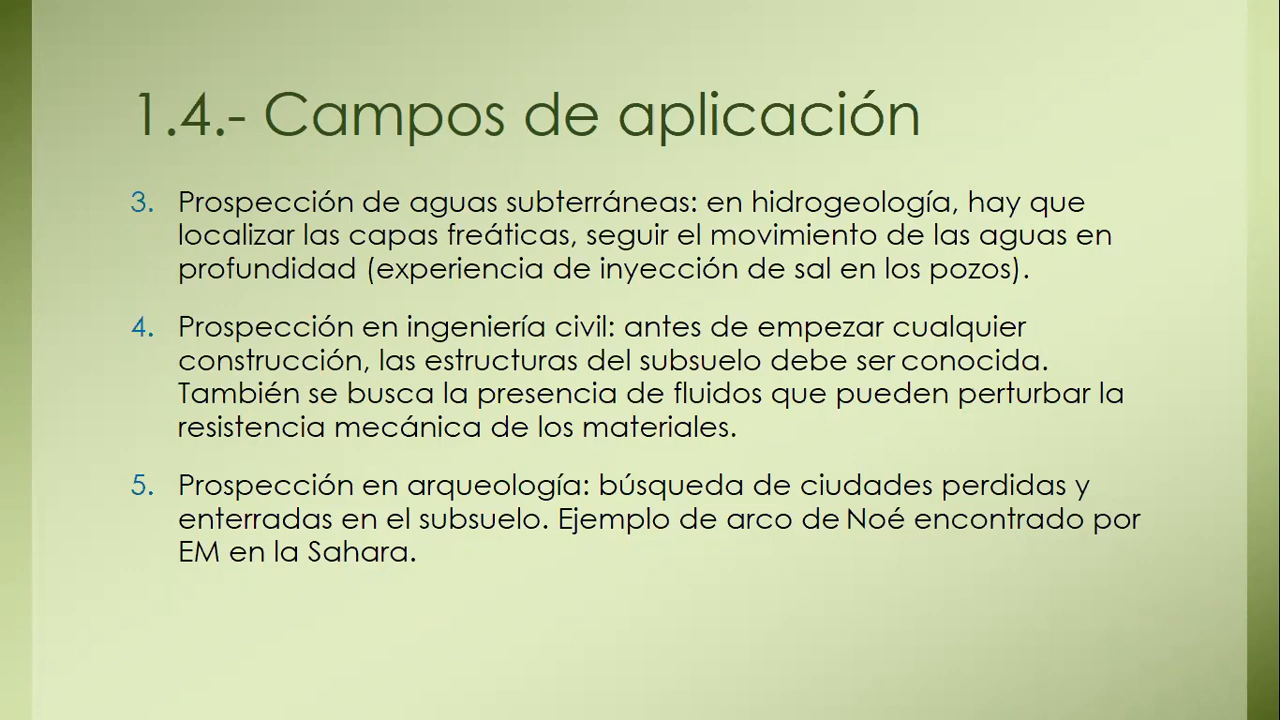 1.4.- Campos de aplicación
3. Prospección de aguas subterráneas: en hidrogeología, hay que
localizar las capas freáticas, seguir el movimiento de las aguas en
profundidad (experiencia de inyección de sal en los pozos).
4. Prospección en ingeniería civil: antes de empezar cualquier
construcción, las estructuras del subsuelo debe ser conocida.
También se busca la presencia de fluidos que pueden perturbar la
resistencia mecánica de los materiales.
5. Prospección en arqueología: búsqueda de ciudades perdidas y
enterradas en el subsuelo. Ejemplo de arco de Noé encontrado por
EM en la Sahara.